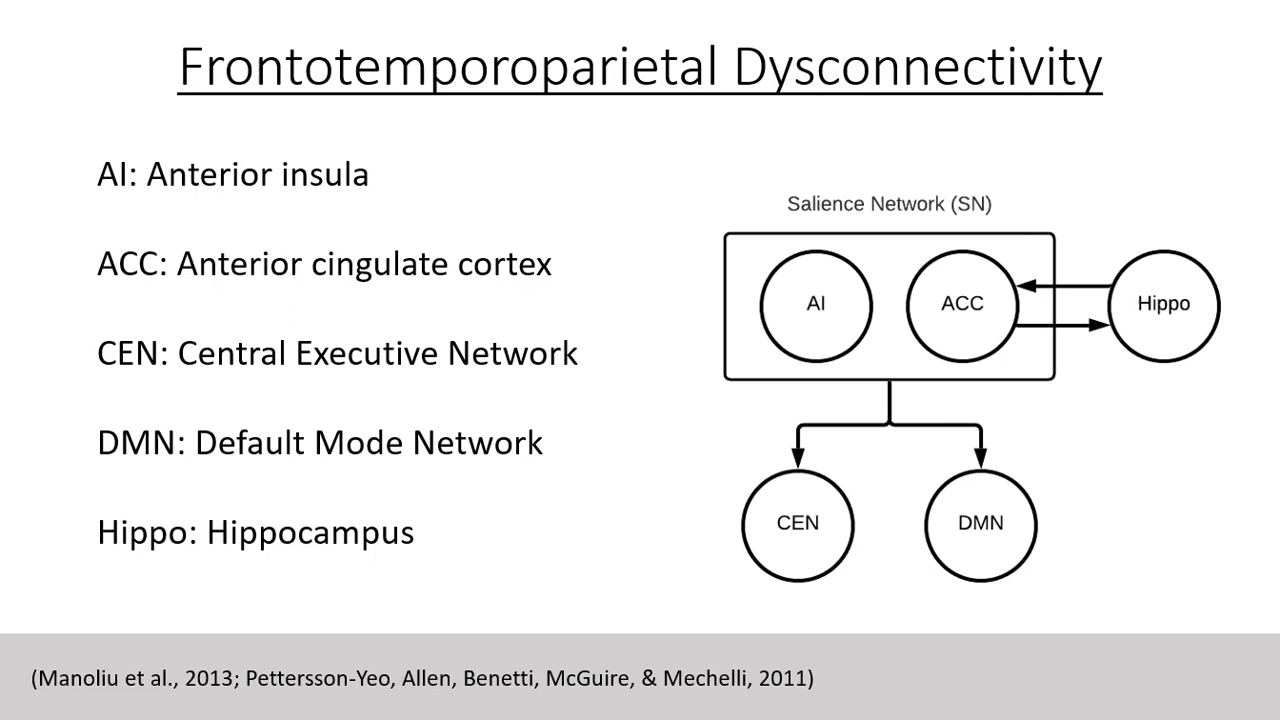 Frontotemporoparietal Dysconnectivity
AI: Anterior insula
ACC: Anterior cingulate cortex
CEN: Central Executive Network
DMN: Default Mode Network
Hippo: Hippocampus
Salience Network (SN)
AI
ACC
Hippo
CEN
DMN
(Manoliu et al., 2013; Pettersson-Yeo, Allen, Benetti, McGuire, & Mechelli, 2011)